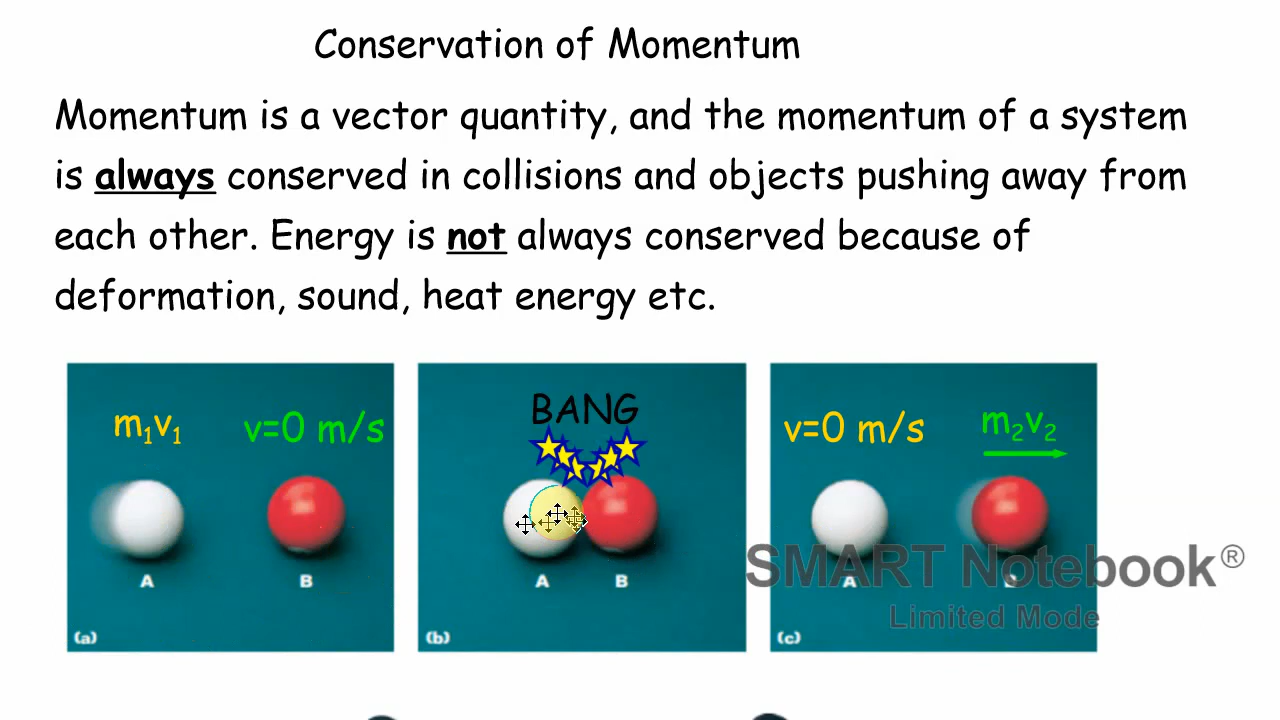 Conservation of Momentum
Momentum is a vector quantity, and the momentum of a system
is always conserved in collisions and objects pushing away from
each other. Energy is not always conserved because of
deformation, sound, heat energy etc.
m₁v₁ v=0 m/s
BANG
v=0 m/s m₂v₂
A B
A B
A B
(a)
(b)
(c)
SMART Notebook®
Limited Mode